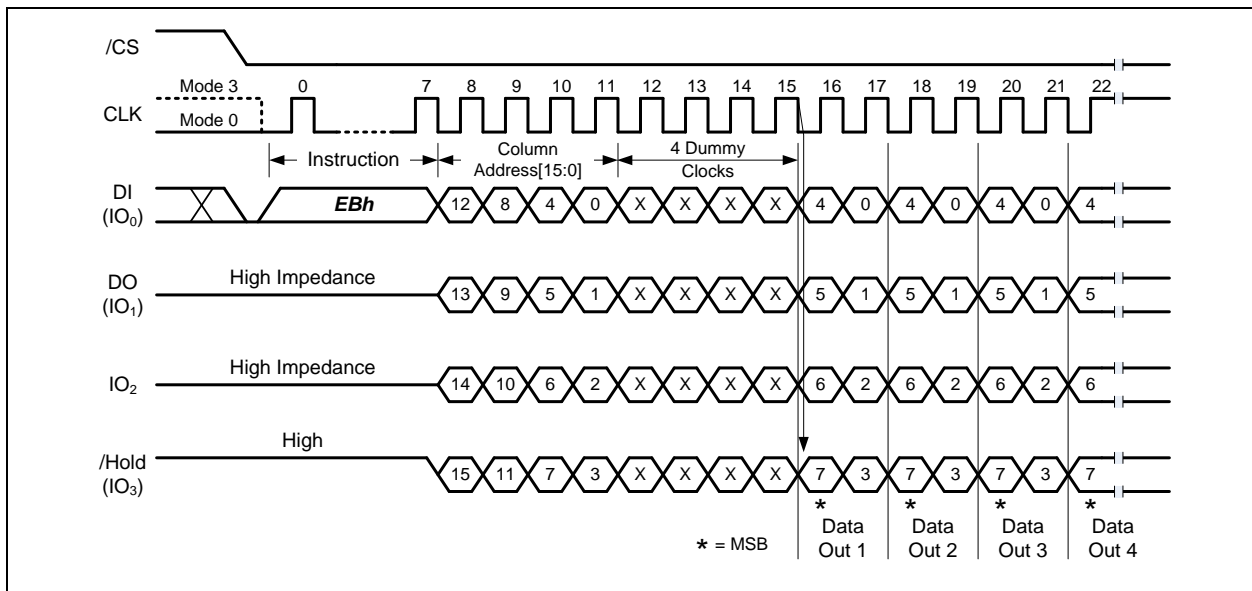 /CS
Mode 3 0 7 8 9 10 11 12 13 14 15 16 17 18 19 20 21 22
CLK
Mode 0
Instruction
Column
Address[15:0]
4 Dummy
Clocks
DI
(IO₀)
EBh 12 8 4 0 X X X X 4 0 4 0 4 0 4
DO
(IO₁)
High Impedance 13 9 5 1 X X X X 5 1 5 1 5 1 5
IO₂
High Impedance 14 10 6 2 X X X X 6 2 6 2 6 2 6
/Hold
(IO₃)
High 15 11 7 3 X X X X 7 3 7 3 7 3 7
* * * *
* = MSB
Data
Out 1
Data
Out 2
Data
Out 3
Data
Out 4